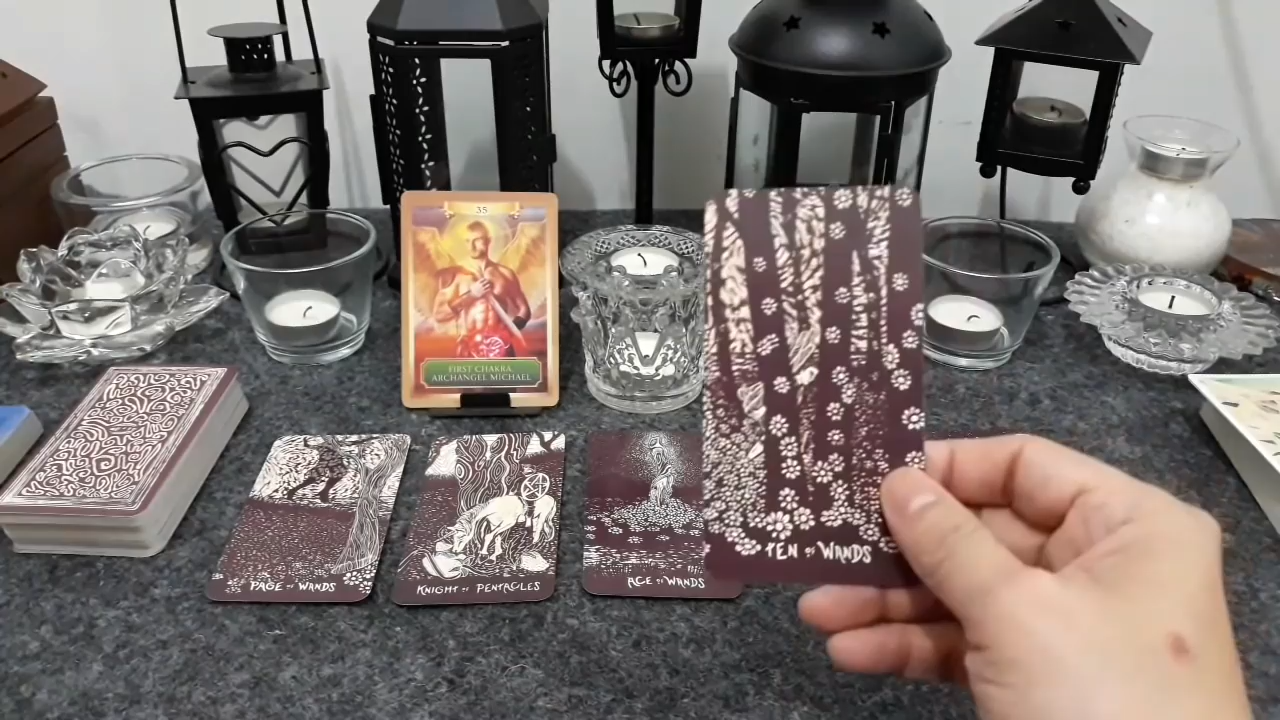 35
FIRST CHAKRA,
ARCHANGEL MICHAEL
PAGE OF WANDS
KNIGHT OF PENTACLES
ACE OF WANDS
TEN OF WANDS